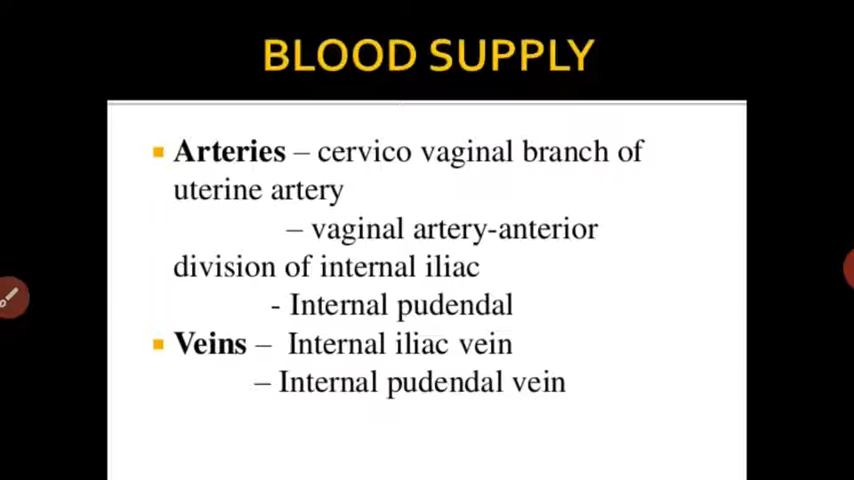 BLOOD SUPPLY
Arteries – cervico vaginal branch of
uterine artery
– vaginal artery-anterior
division of internal iliac
- Internal pudendal
Veins – Internal iliac vein
– Internal pudendal vein